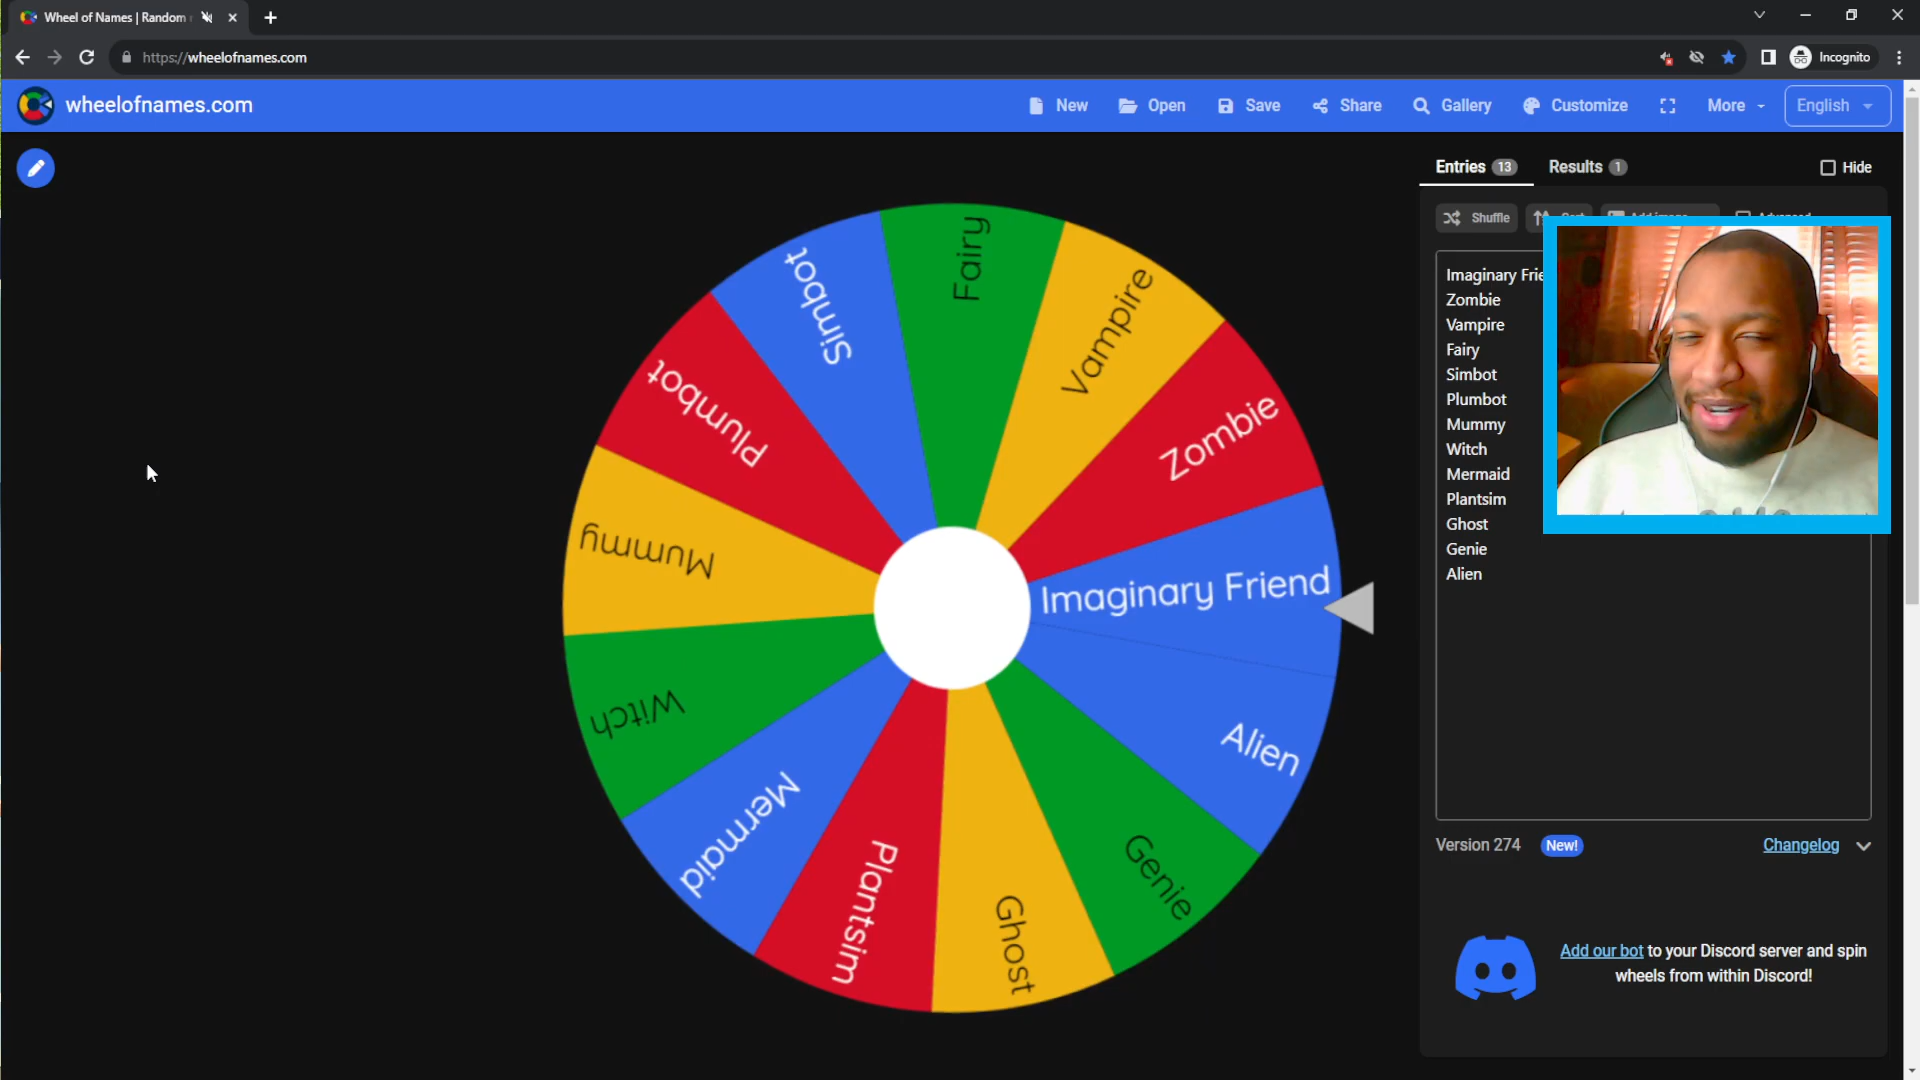 Wheel of Names | Random
https://wheelofnames.com
Incognito
wheelofnames.com
New
Open
Save
Share
Gallery
Customize
More
English
Entries 13
Results 1
Hide
Shuffle
Imaginary Frie
Zombie
Vampire
Fairy
Simbot
Plumbot
Mummy
Witch
Mermaid
Plantsim
Ghost
Genie
Alien
Fairy
Vampire
Zombie
Imaginary Friend
Alien
Genie
Ghost
Plantsim
Mermaid
Witch
Mummy
Plumbot
Simbot
Version 274
New!
Changelog
Add our bot to your Discord server and spin
wheels from within Discord!